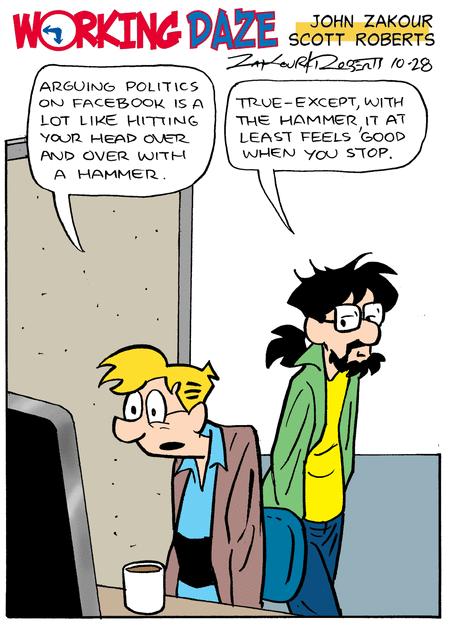 WORKING DAZE
JOHN ZAKOUR
SCOTT ROBERTS
ZAKOUR/ROBERTS 10-28
ARGUING POLITICS
ON FACEBOOK IS A
LOT LIKE HITTING
YOUR HEAD OVER
AND OVER WITH
A HAMMER.
TRUE-EXCEPT, WITH
THE HAMMER IT AT
LEAST FEELS GOOD
WHEN YOU STOP.